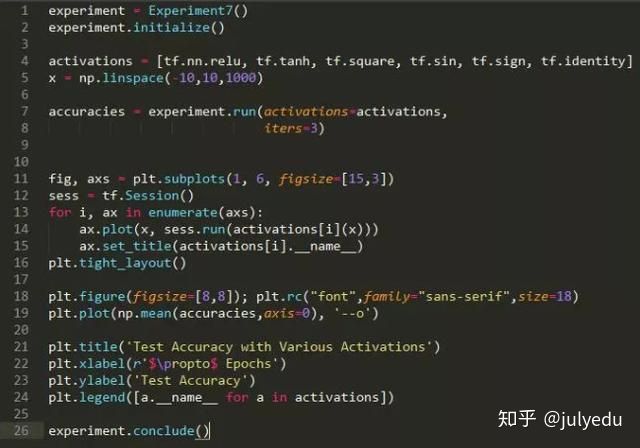 1 experiment = Experiment7()
2 experiment.initialize()
3
4 activations = [tf.nn.relu, tf.tanh, tf.square, tf.sin, tf.sign, tf.identity]
5 x = np.linspace(-10,10,1000)
6
7 accuracies = experiment.run(activations=activations,
8                             iters=3)
9
10
11 fig, axs = plt.subplots(1, 6, figsize=[15,3])
12 sess = tf.Session()
13 for i, ax in enumerate(axs):
14     ax.plot(x, sess.run(activations[i](x)))
15     ax.set_title(activations[i].__name__)
16 plt.tight_layout()
17
18 plt.figure(figsize=[8,8]); plt.rc("font",family="sans-serif",size=18)
19 plt.plot(np.mean(accuracies,axis=0), '--o')
20
21 plt.title('Test Accuracy with Various Activations')
22 plt.xlabel(r'$\propto$ Epochs')
23 plt.ylabel('Test Accuracy')
24 plt.legend([a.__name__ for a in activations])
25
26 experiment.conclude()
知乎 @julyedu